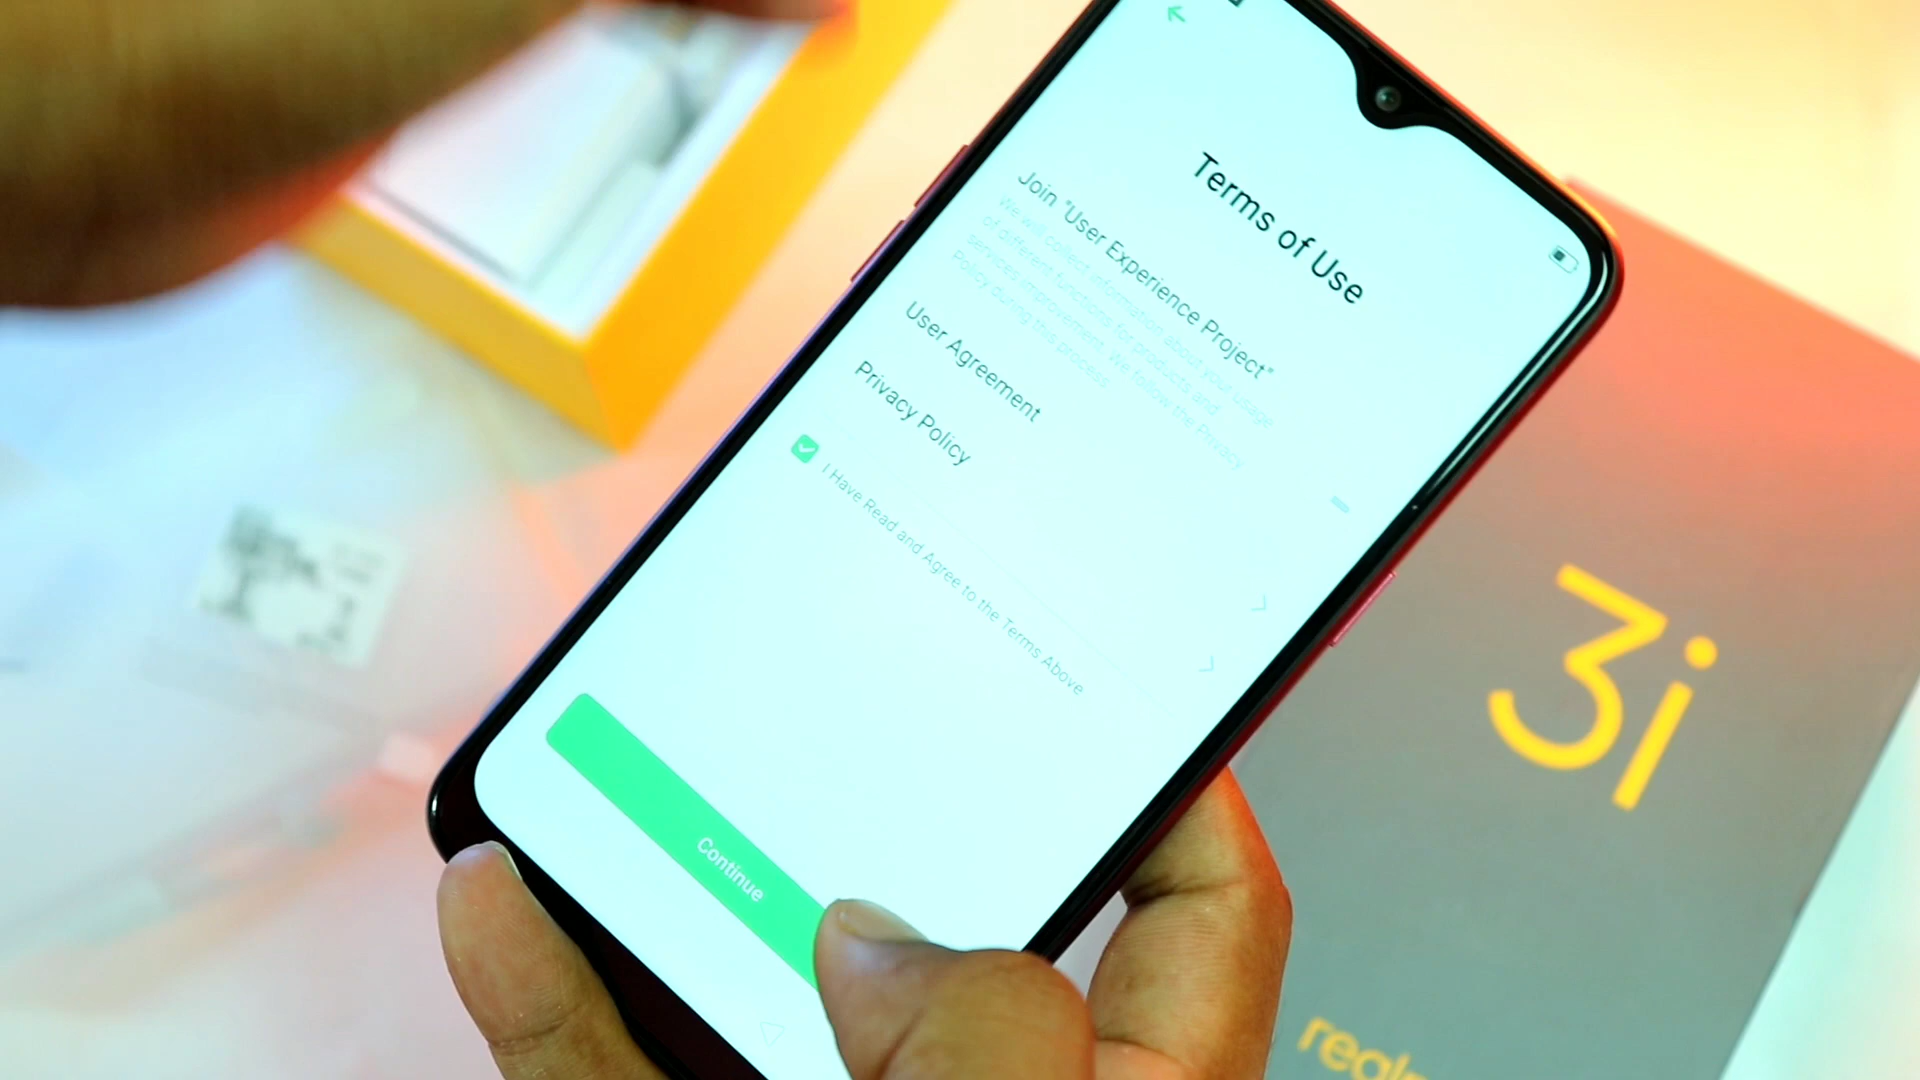 Terms of Use
Join "User Experience Project"
We will collect information about your usage
of different functions for products and
services improvement. We follow the Privacy
Policy during this process.
User Agreement
Privacy Policy
I Have Read and Agree to the Terms Above
Continue
3i